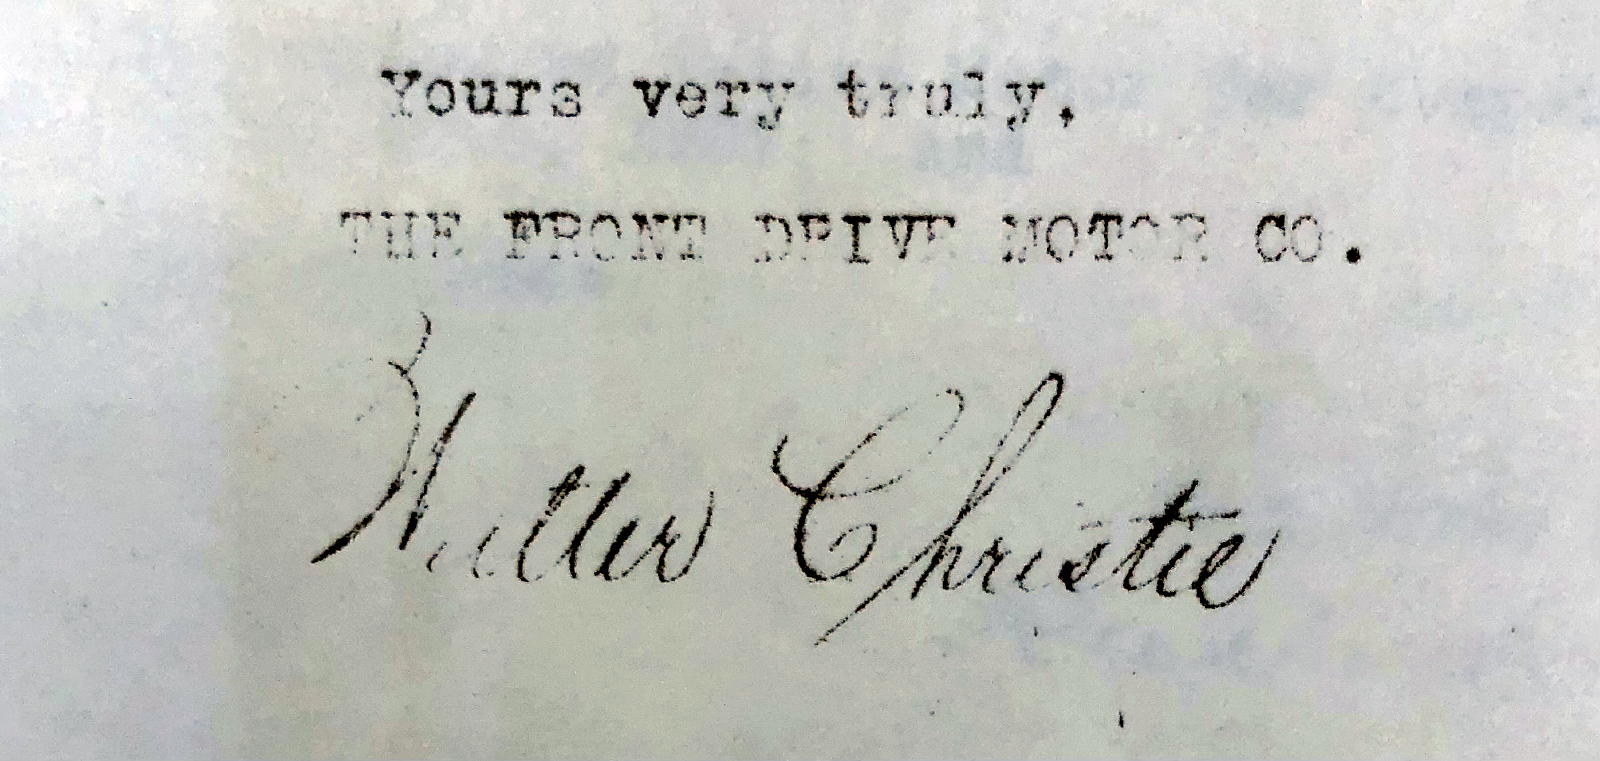 Yours very truly,
THE FRONT DRIVE MOTOR CO.
Walter Christie